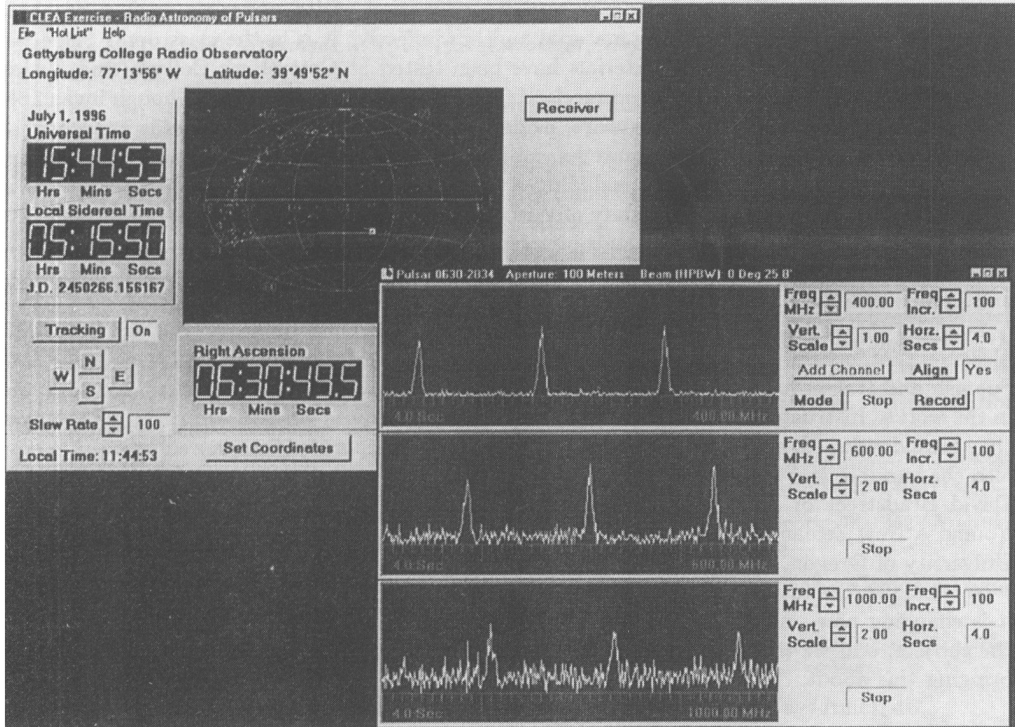 CLEA Exercise - Radio Astronomy of Pulsars
File "Hot List" Help
Gettysburg College Radio Observatory
Longitude: 77°13'56" W Latitude: 39°49'52" N
Receiver
July 1, 1996
Universal Time
15:44:53
Hrs Mins Secs
Local Sidereal Time
05:15:50
Hrs Mins Secs
J.D. 2450266.156167
Tracking On
N
W E
S
Slew Rate 100
Local Time: 11:44:53
Right Ascension
06:30:49.5
Hrs Mins Secs
Set Coordinates
Pulsar 0630-2834 Aperture: 100 Meters Beam (HPBW) 0 Deg 25.8'
Freq MHz 400.00 Freq Incr. 100
Vert. Scale 1.00 Horz. Secs 4.0
Add Channel Align Yes
Mode Stop Record
4.0 Sec 400.00 MHz
Freq MHz 600.00 Freq Incr. 100
Vert. Scale 2.00 Horz. Secs 4.0
Stop
4.0 Sec 600.00 MHz
Freq MHz 1000.00 Freq Incr. 100
Vert. Scale 2.00 Horz. Secs 4.0
Stop
4.0 Sec 1000.00 MHz